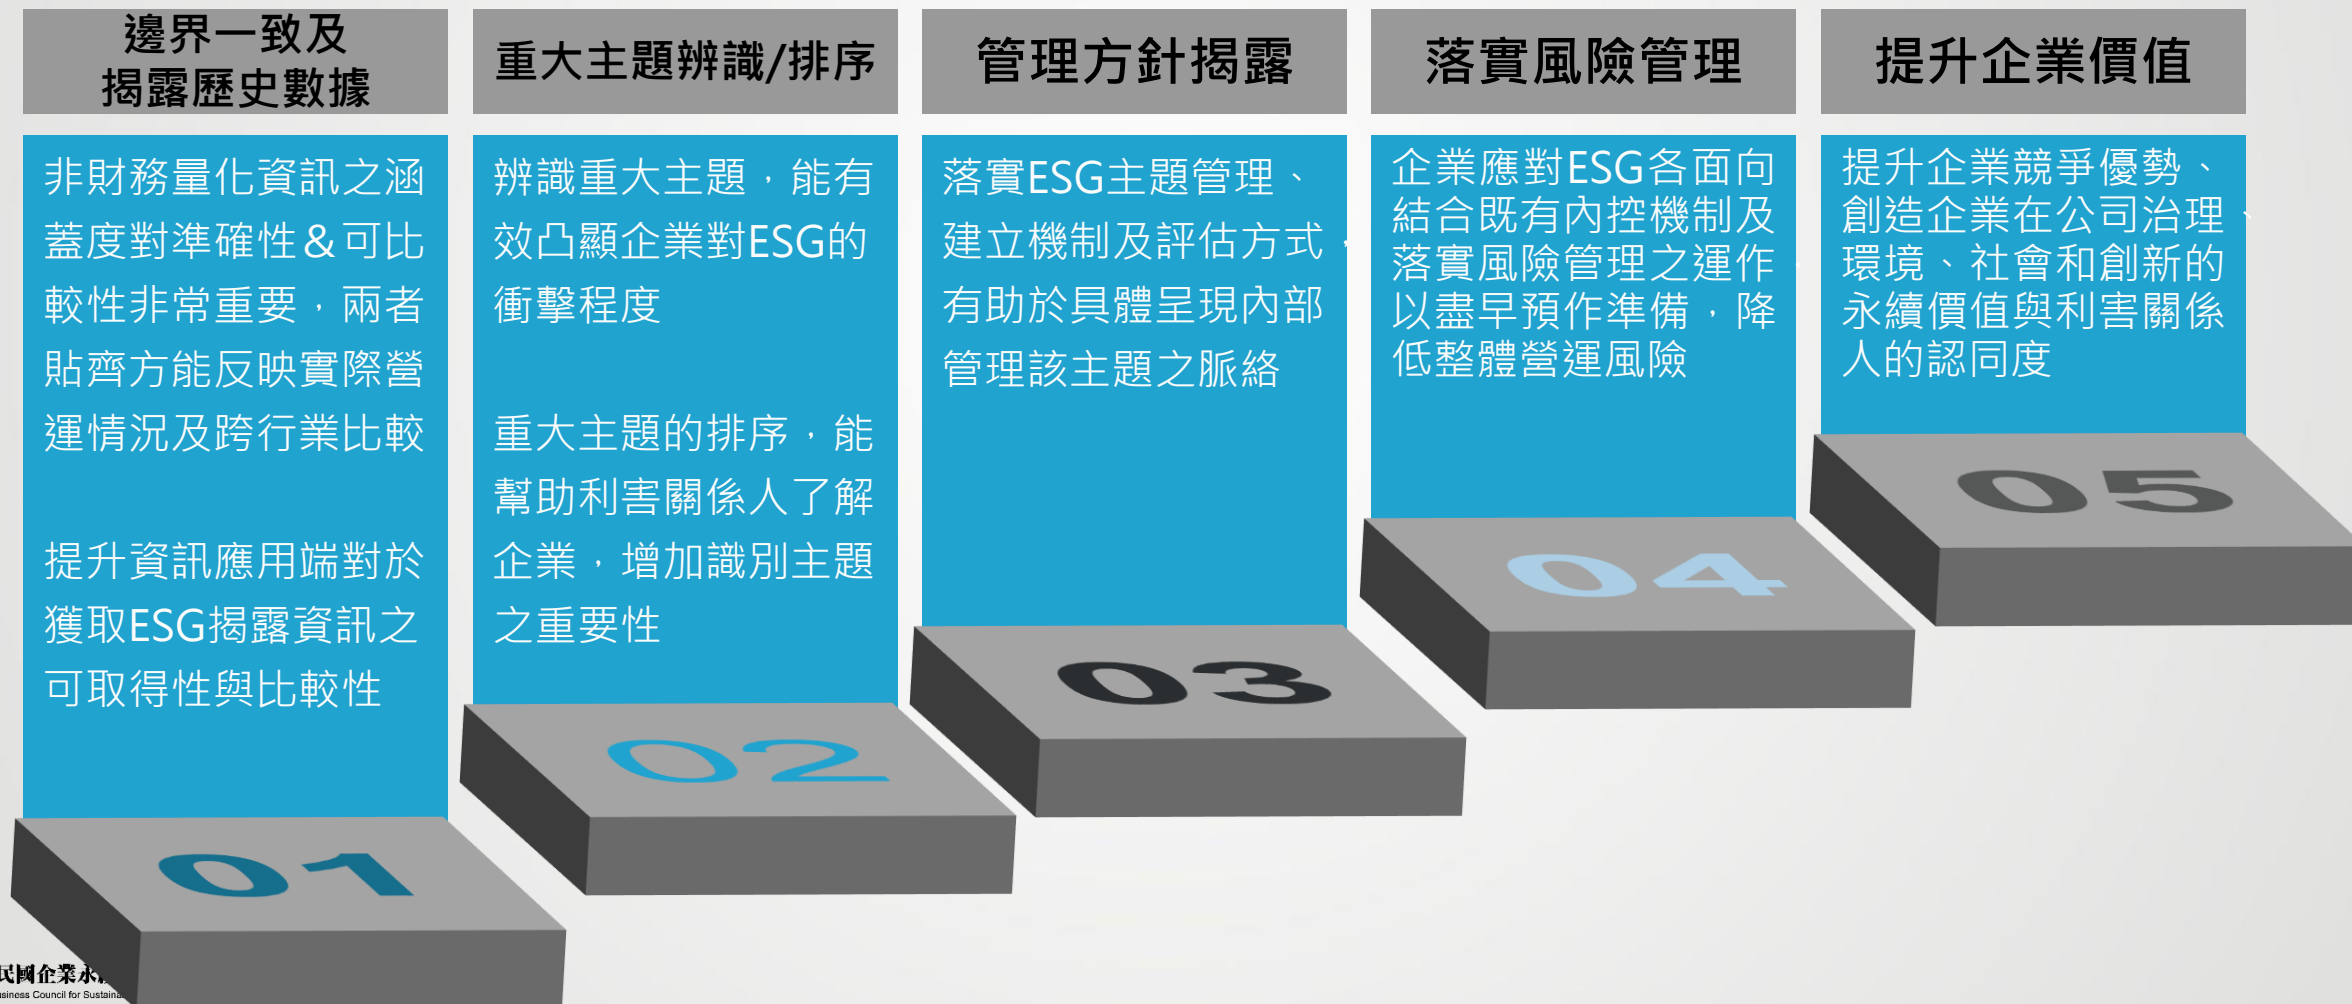 邊界一致及
揭露歷史數據
非財務量化資訊之涵
蓋度對準確性&可比
較性非常重要，兩者
貼齊方能反映實際營
運情況及跨行業比較
提升資訊應用端對於
獲取ESG揭露資訊之
可取得性與比較性
01
重大主題辨識/排序
辨識重大主題，能有
效凸顯企業對ESG的
衝擊程度
重大主題的排序，能
幫助利害關係人了解
企業，增加識別主題
之重要性
02
管理方針揭露
落實ESG主題管理、
建立機制及評估方式，
有助於具體呈現內部
管理該主題之脈絡
03
落實風險管理
企業應對ESG各面向
結合既有內控機制及
落實風險管理之運作，
以盡早預作準備，降
低整體營運風險
04
提升企業價值
提升企業競爭優勢、
創造企業在公司治理、
環境、社會和創新的
永續價值與利害關係
人的認同度
05
民國企業永
Council for